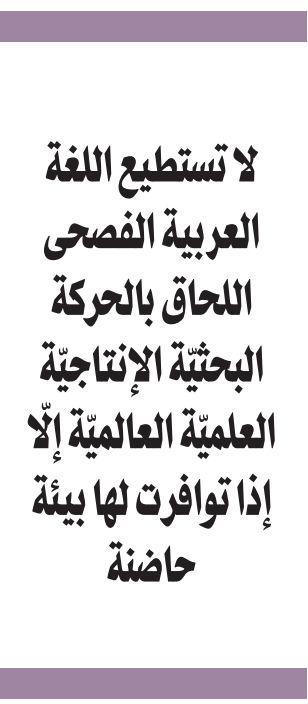 لا تستطيع اللغة
العربية الفصحى
اللحاق بالحركة
البحثيّة الإنتاجيّة
العلميّة العالميّة إلّا
إذا توافرت لها بيئة
حاضنة